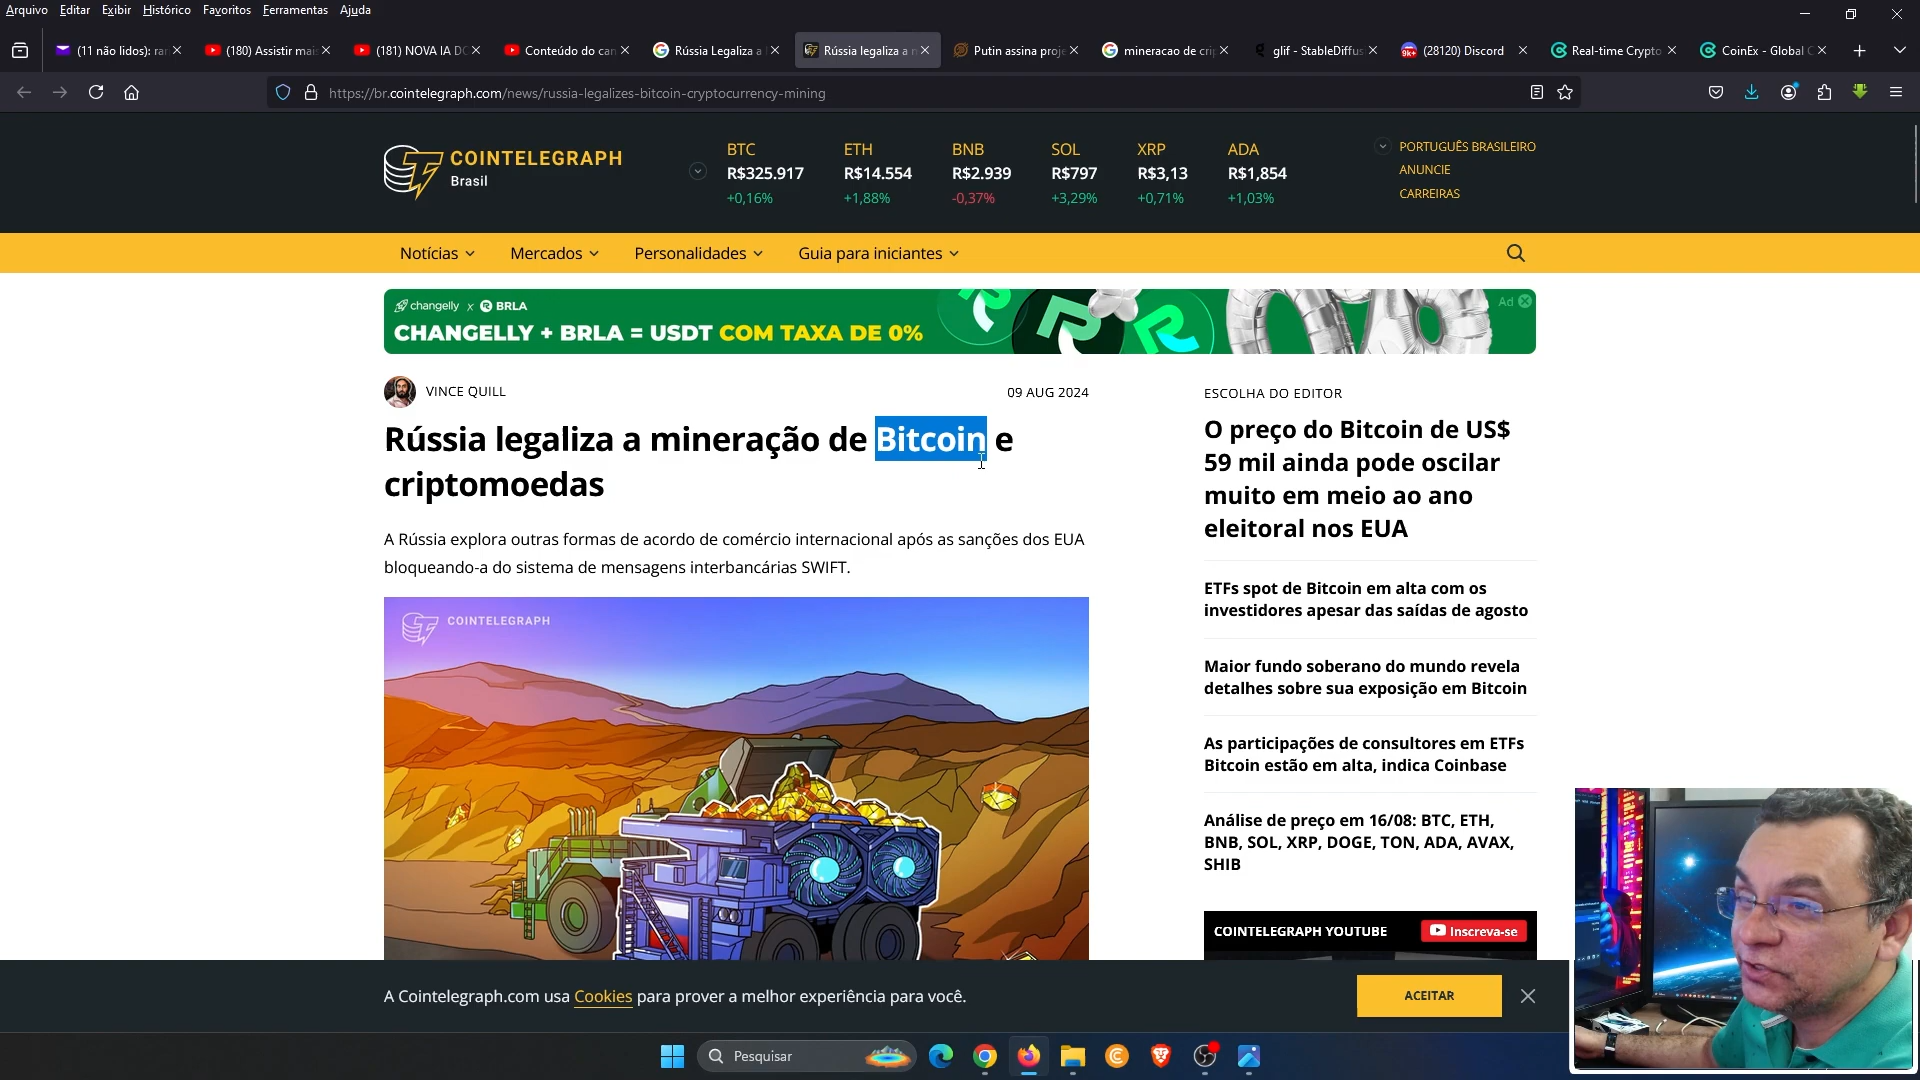 Arquivo Editar Exibir Histórico Favoritos Ferramentas Ajuda
(11 não lidos): ra
(180) Assistir mai
(181) NOVA IA DO
Conteúdo do can
Rússia Legaliza a
Rússia legaliza a
Putin assina proje
mineracao de crip
glif - StableDiffus
(28120) Discord
Real-time Crypto
CoinEx - Global C
https://br.cointelegraph.com/news/russia-legalizes-bitcoin-cryptocurrency-mining
COINTELEGRAPH
Brasil
BTC
R$325.917
+0,16%
ETH
R$14.554
+1,88%
BNB
R$2.939
-0,37%
SOL
R$797
+3,29%
XRP
R$3,13
+0,71%
ADA
R$1,854
+1,03%
PORTUGUÊS BRASILEIRO
ANUNCIE
CARREIRAS
Notícias Mercados Personalidades Guia para iniciantes
changelly x BRLA
CHANGELLY + BRLA = USDT COM TAXA DE 0%
Ad
VINCE QUILL
09 AUG 2024
Rússia legaliza a mineração de Bitcoin e
criptomoedas
A Rússia explora outras formas de acordo de comércio internacional após as sanções dos EUA
bloqueando-a do sistema de mensagens interbancárias SWIFT.
COINTELEGRAPH
ESCOLHA DO EDITOR
O preço do Bitcoin de US$
59 mil ainda pode oscilar
muito em meio ao ano
eleitoral nos EUA
ETFs spot de Bitcoin em alta com os
investidores apesar das saídas de agosto
Maior fundo soberano do mundo revela
detalhes sobre sua exposição em Bitcoin
As participações de consultores em ETFs
Bitcoin estão em alta, indica Coinbase
Análise de preço em 16/08: BTC, ETH,
BNB, SOL, XRP, DOGE, TON, ADA, AVAX,
SHIB
COINTELEGRAPH YOUTUBE
Inscreva-se
A Cointelegraph.com usa Cookies para prover a melhor experiência para você.
ACEITAR
Pesquisar